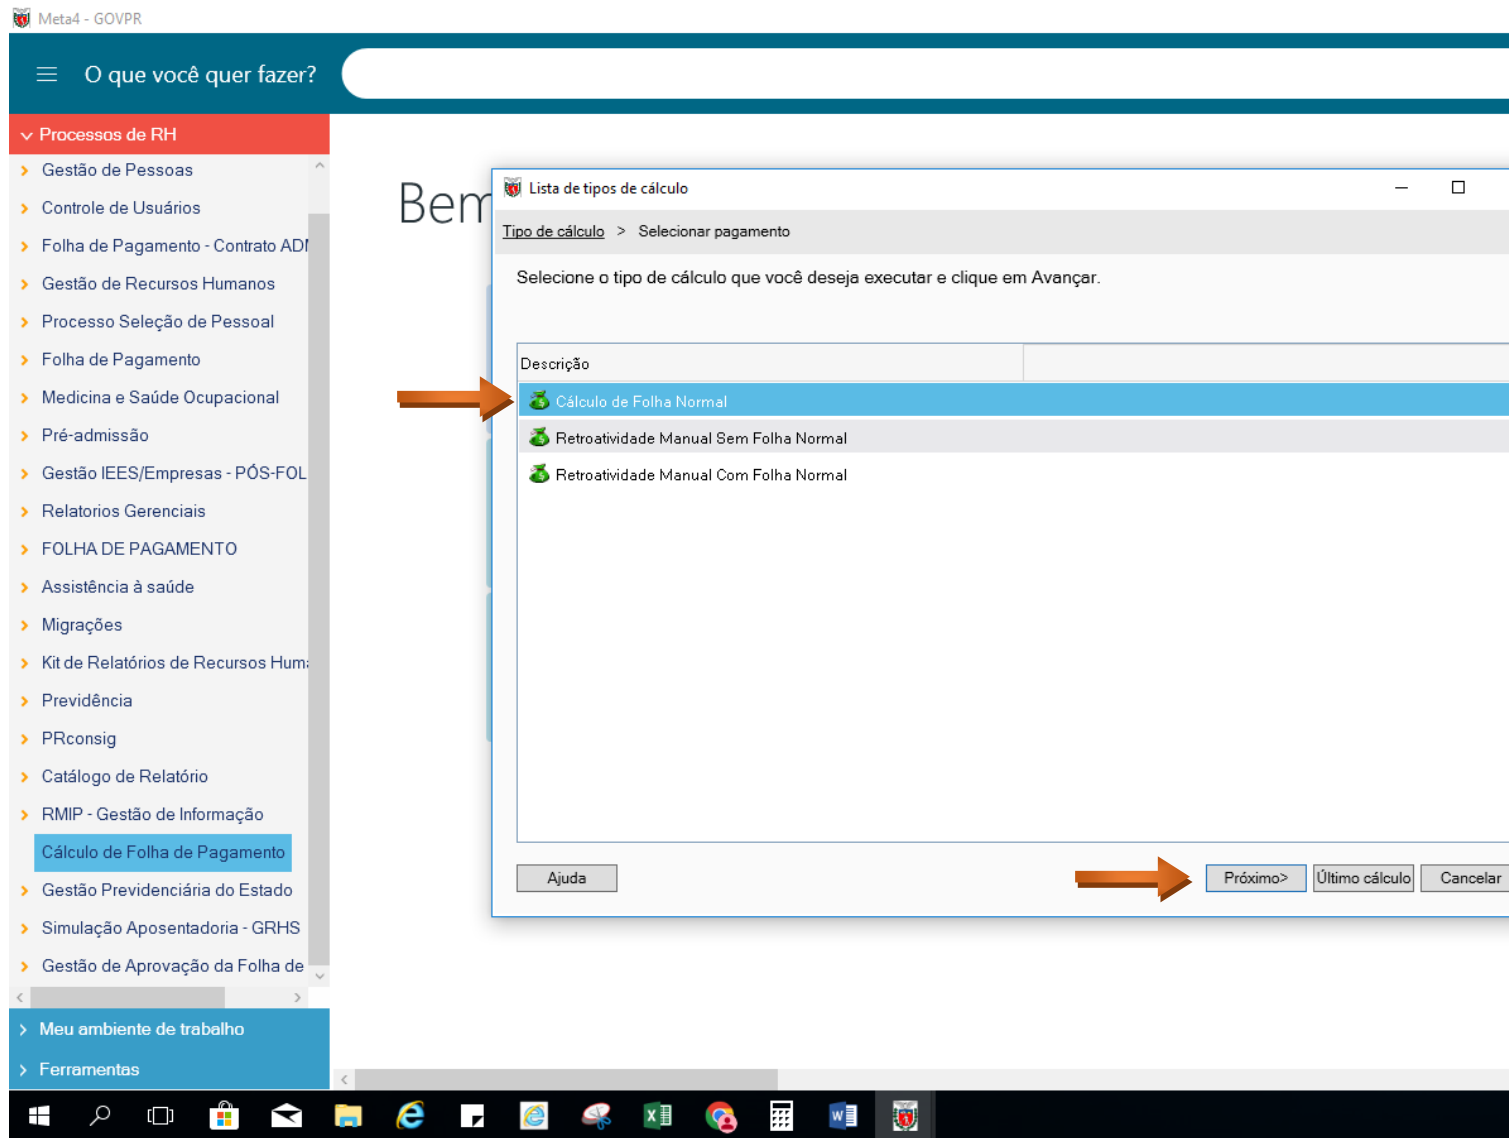 Meta4 - GOVPR
O que você quer fazer?
Processos de RH
Gestão de Pessoas
Controle de Usuários
Folha de Pagamento - Contrato ADM
Gestão de Recursos Humanos
Processo Seleção de Pessoal
Folha de Pagamento
Medicina e Saúde Ocupacional
Pré-admissão
Gestão IEES/Empresas - PÓS-FOL
Relatorios Gerenciais
FOLHA DE PAGAMENTO
Assistência à saúde
Migrações
Kit de Relatórios de Recursos Huma
Previdência
PRconsig
Catálogo de Relatório
RMIP - Gestão de Informação
Cálculo de Folha de Pagamento
Gestão Previdenciária do Estado
Simulação Aposentadoria - GRHS
Gestão de Aprovação da Folha de
Meu ambiente de trabalho
Ferramentas
Bem
Lista de tipos de cálculo
Tipo de cálculo > Selecionar pagamento
Selecione o tipo de cálculo que você deseja executar e clique em Avançar.
Descrição
Cálculo de Folha Normal
Retroatividade Manual Sem Folha Normal
Retroatividade Manual Com Folha Normal
Ajuda
Próximo>
Último cálculo
Cancelar